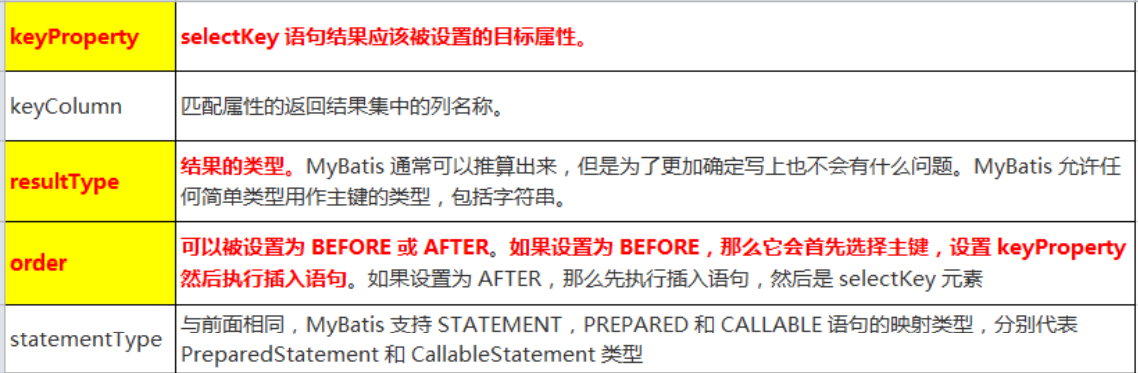 keyProperty selectKey 语句结果应该被设置的目标属性。
keyColumn 匹配属性的返回结果集中的列名称。
resultType 结果的类型。MyBatis 通常可以推算出来，但是为了更加确定写上也不会有什么问题。MyBatis 允许任
何简单类型用作主键的类型，包括字符串。
order 可以被设置为 BEFORE 或 AFTER。如果设置为 BEFORE，那么它会首先选择主键，设置 keyProperty
然后执行插入语句。如果设置为 AFTER，那么先执行插入语句，然后是 selectKey 元素
statementType 与前面相同，MyBatis 支持 STATEMENT，PREPARED 和 CALLABLE 语句的映射类型，分别代表
PreparedStatement 和 CallableStatement 类型